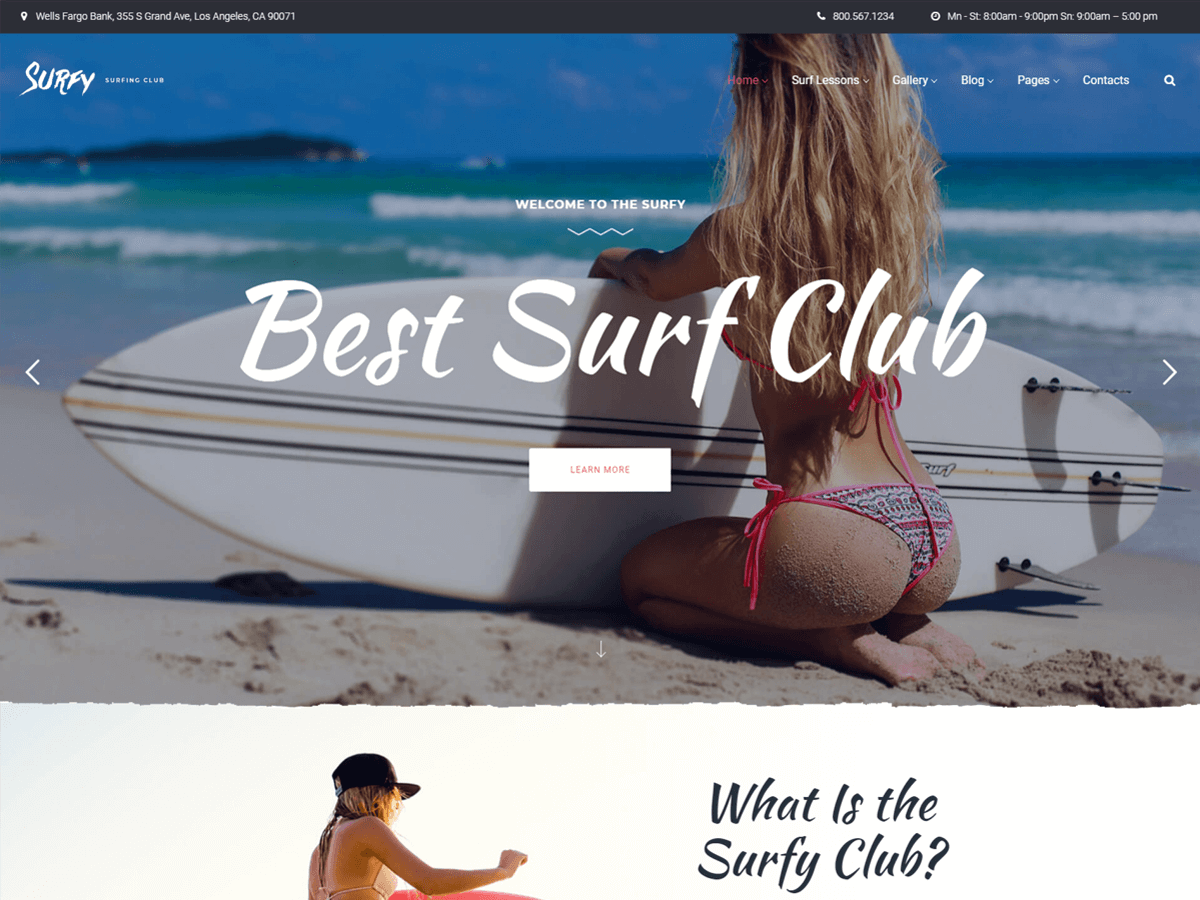 Wells Fargo Bank, 355 S Grand Ave, Los Angeles, CA 90071
800.567.1234
Mn - St: 8:00am - 9:00pm Sn: 9:00am – 5:00 pm
SURFY
SURFING CLUB
Home
Surf Lessons
Gallery
Blog
Pages
Contacts
WELCOME TO THE SURFY
Best Surf Club
Surf
LEARN MORE
What Is the
Surfy Club?